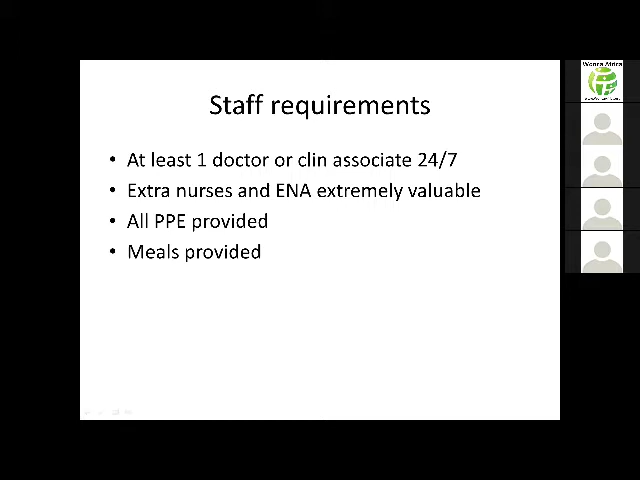 Staff requirements
• At least 1 doctor or clin associate 24/7
• Extra nurses and ENA extremely valuable
• All PPE provided
• Meals provided